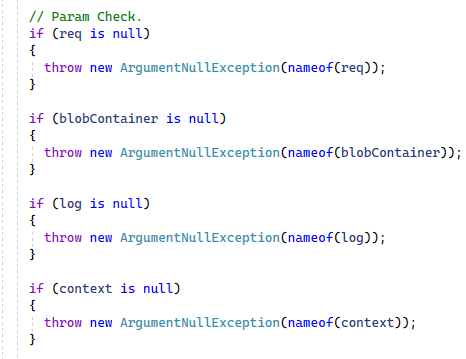 // Param Check.
if (req is null)
{
throw new ArgumentNullException(nameof(req));
}
if (blobContainer is null)
{
throw new ArgumentNullException(nameof(blobContainer));
}
if (log is null)
{
throw new ArgumentNullException(nameof(log));
}
if (context is null)
{
throw new ArgumentNullException(nameof(context));
}